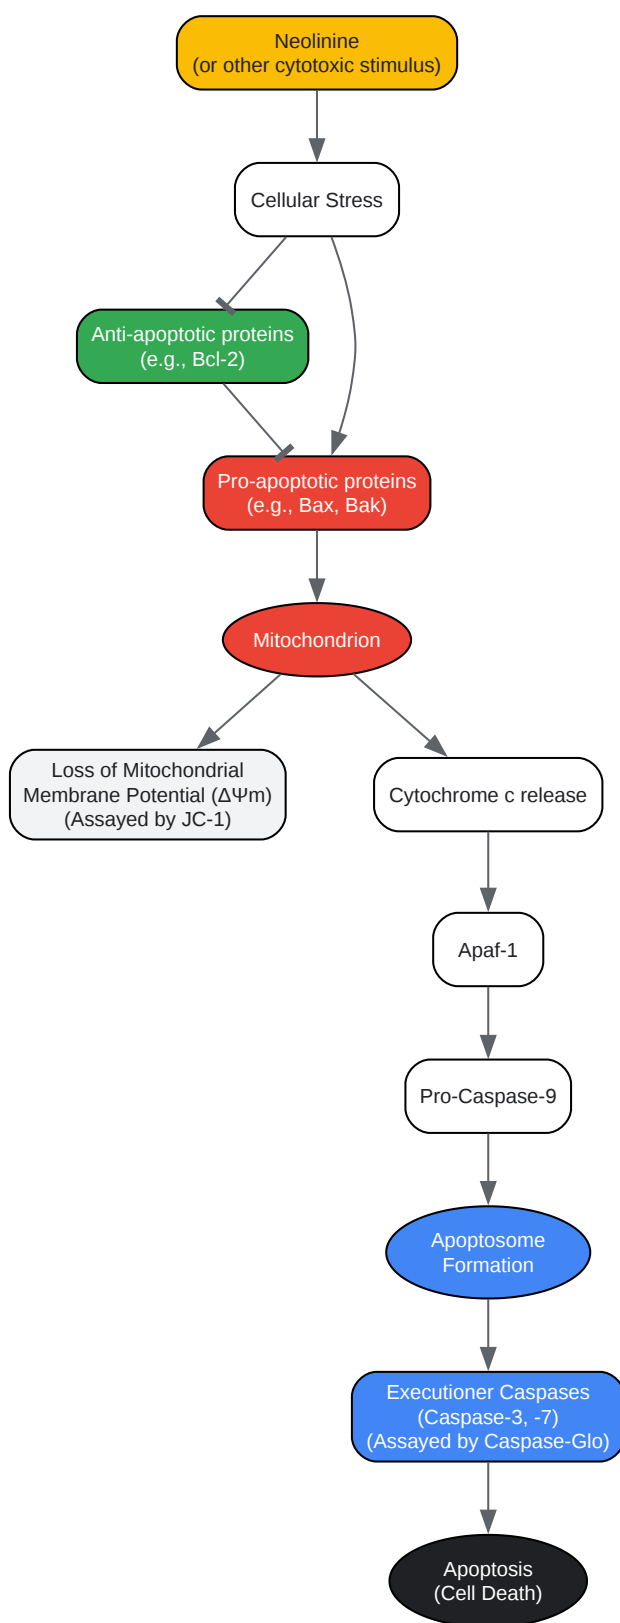 Neolinine
(or other cytotoxic stimulus)
Cellular Stress
Anti-apoptotic proteins
(e.g., Bcl-2)
Pro-apoptotic proteins
(e.g., Bax, Bak)
Mitochondrion
Loss of Mitochondrial
Membrane Potential (ΔΨm)
(Assayed by JC-1)
Cytochrome c release
Apaf-1
Pro-Caspase-9
Apoptosome
Formation
Executioner Caspases
(Caspase-3, -7)
(Assayed by Caspase-Glo)
Apoptosis
(Cell Death)